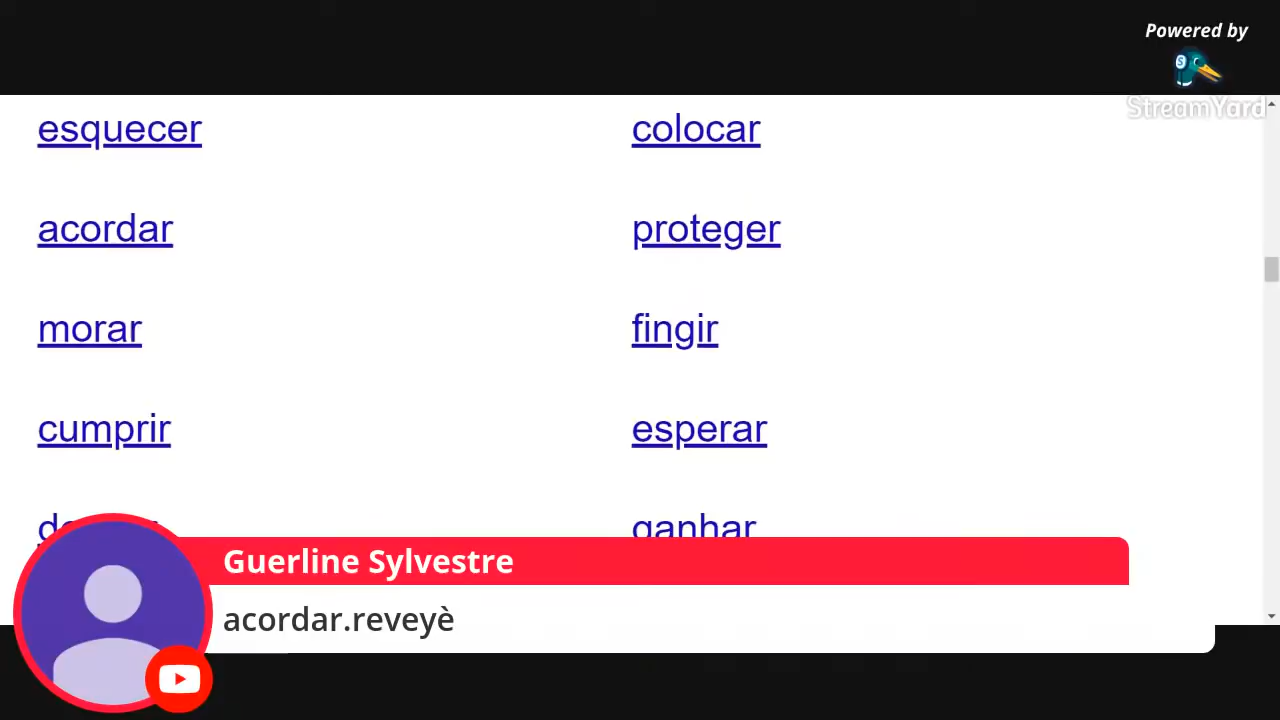 Powered by
StreamYard
esquecer
colocar
acordar
proteger
morar
fingir
cumprir
esperar
ganhar
Guerline Sylvestre
acordar.reveyè